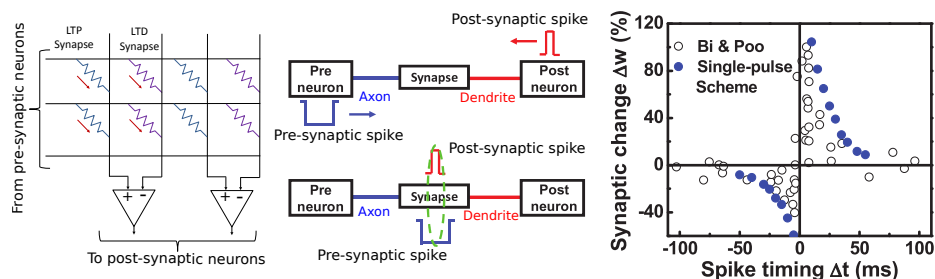 LTP
Synapse
LTD
Synapse
From pre-synaptic neurons
+ -
+ -
To post-synaptic neurons
Post-synaptic spike
Pre
neuron
Synapse
Post
neuron
Axon
Dendrite
Pre-synaptic spike
Post-synaptic spike
Pre
neuron
Synapse
Post
neuron
Axon
Dendrite
Pre-synaptic spike
Synaptic change Δw (%)
120
80
40
0
-60
Bi & Poo
Single-pulse
Scheme
-100 -50 0 50 100
Spike timing Δt (ms)